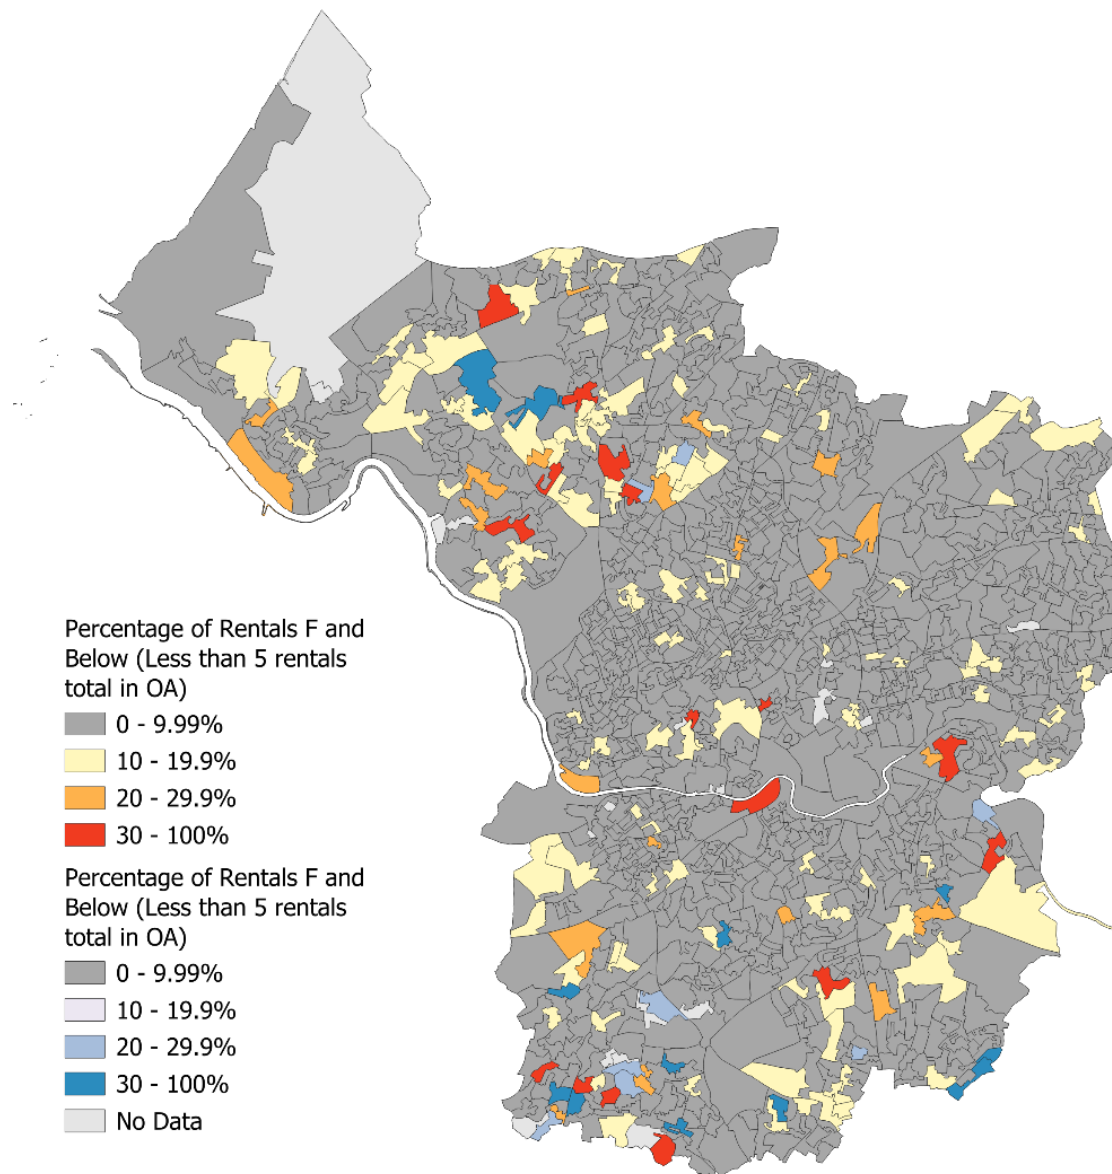 Percentage of Rentals F and
Below (Less than 5 rentals
total in OA)
0 - 9.99%
10 - 19.9%
20 - 29.9%
30 - 100%
Percentage of Rentals F and
Below (Less than 5 rentals
total in OA)
0 - 9.99%
10 - 19.9%
20 - 29.9%
30 - 100%
No Data